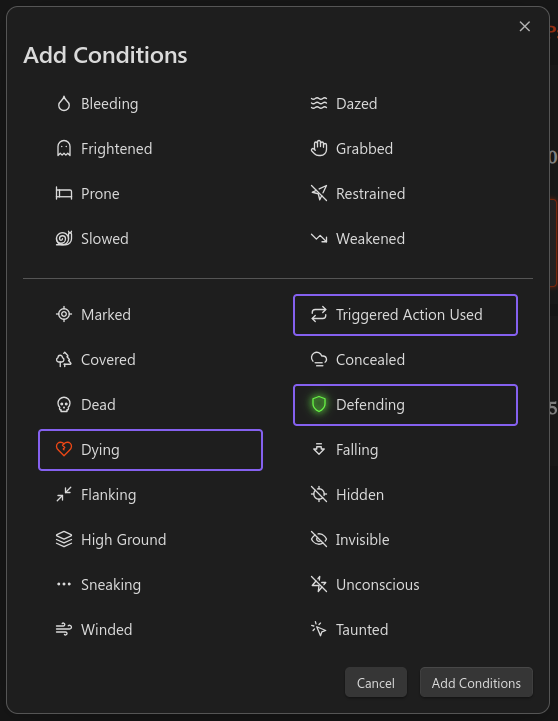 Add Conditions
Bleeding
Dazed
Frightened
Grabbed
Prone
Restrained
Slowed
Weakened
Marked
Triggered Action Used
Covered
Concealed
Dead
Defending
Dying
Falling
Flanking
Hidden
High Ground
Invisible
Sneaking
Unconscious
Winded
Taunted
Cancel
Add Conditions